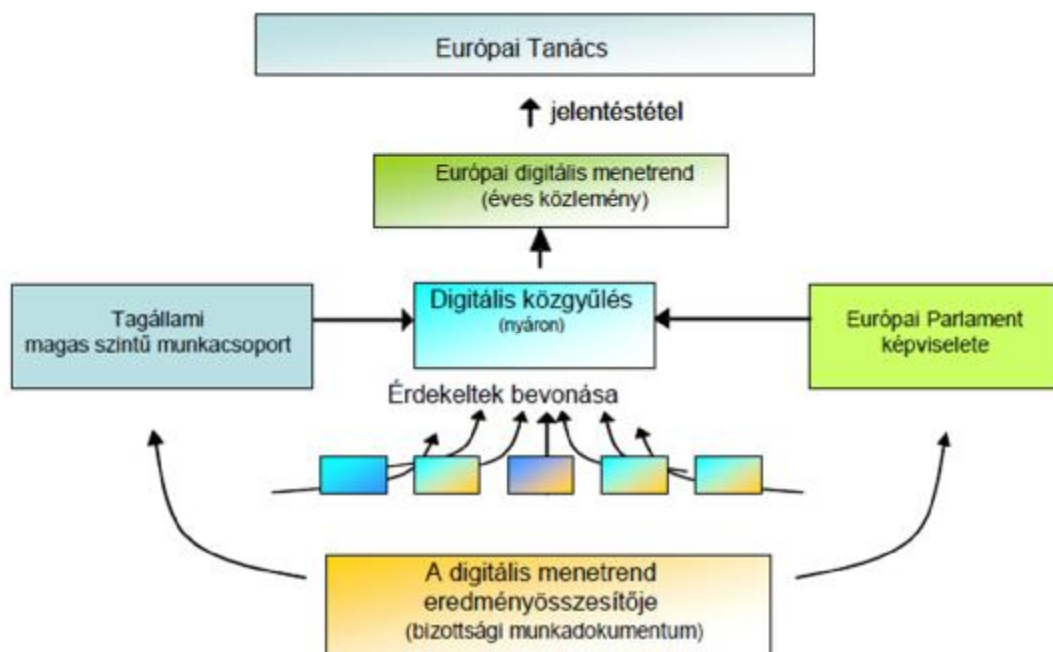 Európai Tanács
jelentéstétel
Európai digitális menetrend
(éves közlemény)
Tagállami
magas szintű munkacsoport
Digitális közgyűlés
(nyáron)
Európai Parlament
képviselete
Érdekeltek bevonása
A digitális menetrend
eredményösszesítője
(bizottsági munkadokumentum)